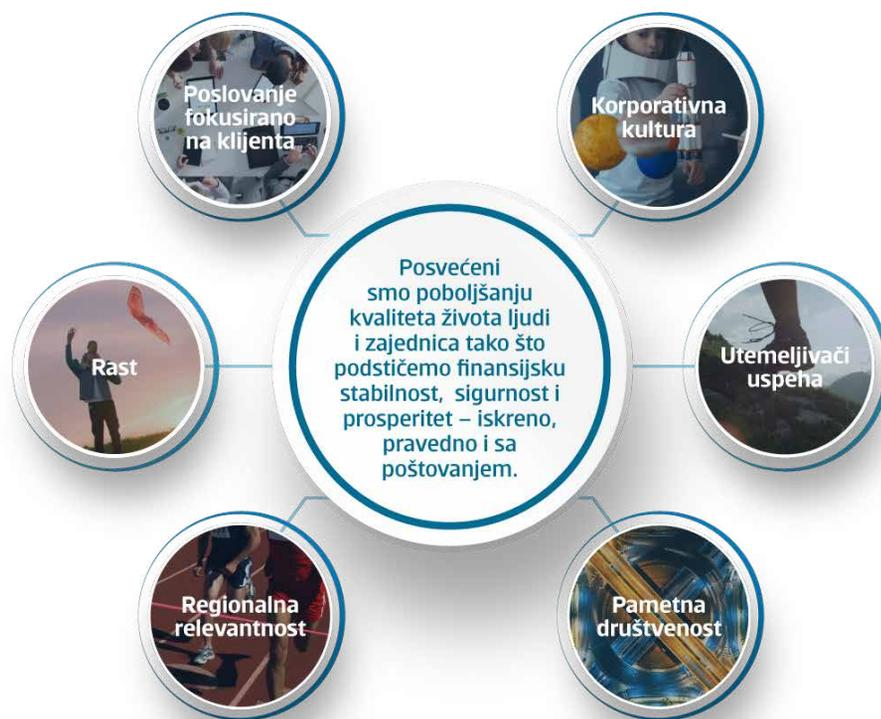 Poslovanje
fokusirano
na klijenta
Korporativna
kultura
Posvećeni
smo poboljšanju
kvaliteta života ljudi
i zajednica tako što
podstičemo finansijsku
stabilnost, sigurnost i
prosperitet – iskreno,
pravedno i sa
poštovanjem.
Rast
Utemeljivači
uspeha
Regionalna
relevantnost
Pametna
društvenost